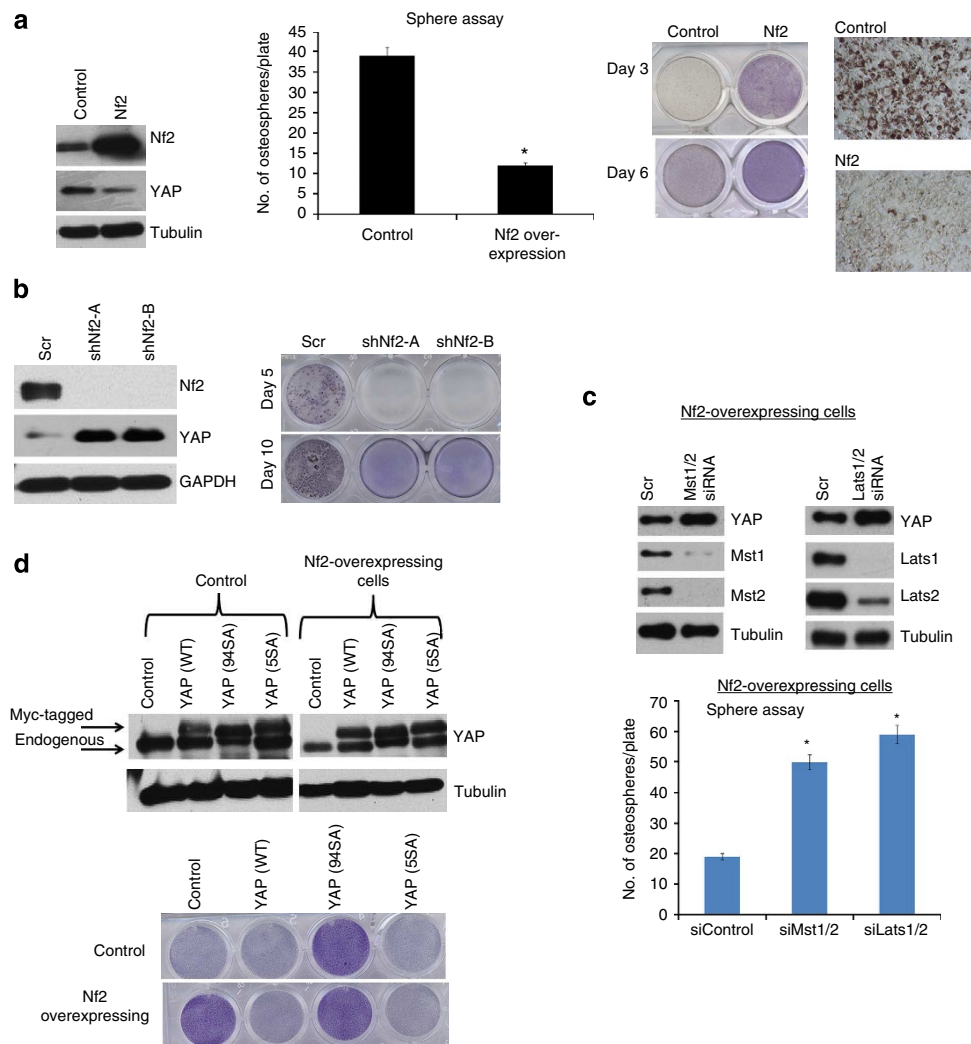 a
Control
Nf2
Nf2
YAP
Tubulin
Sphere assay
No. of osteospheres/plate
45
40
35
30
25
20
15
10
5
0
*
Control
Nf2 over-
expression
Control
Nf2
Day 3
Day 6
Control
Nf2
b
Scr
shNf2-A
shNf2-B
Nf2
YAP
GAPDH
Scr
shNf2-A
shNf2-B
Day 5
Day 10
c
Nf2-overexpressing cells
Scr
Mst1/2
siRNA
YAP
Mst1
Mst2
Tubulin
Scr
Lats1/2
siRNA
YAP
Lats1
Lats2
Tubulin
Nf2-overexpressing cells
Sphere assay
No. of osteospheres/plate
70
60
50
40
30
20
10
0
*
*
siControl
siMst1/2
siLats1/2
d
Control
Nf2-overexpressing
cells
Control
YAP (WT)
YAP (94SA)
YAP (5SA)
Control
YAP (WT)
YAP (94SA)
YAP (5SA)
Myc-tagged
Endogenous
YAP
Tubulin
Control
YAP (WT)
YAP (94SA)
YAP (5SA)
Control
Nf2
overexpressing